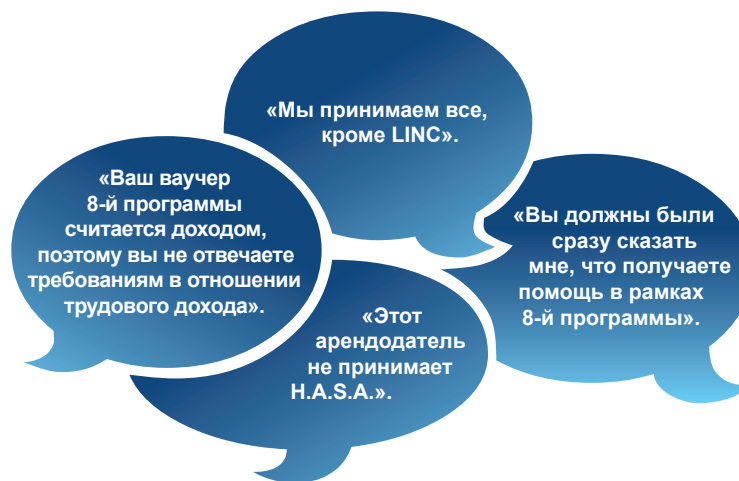 «Мы принимаем все,
кроме LINC».
«Ваш ваучер
8-й программы
считается доходом,
поэтому вы не отвечаете
требованиям в отношении
трудового дохода».
«Вы должны были
сразу сказать
мне, что получаете
помощь в рамках
8-й программы».
«Этот
арендодатель
не принимает
H.A.S.A.».